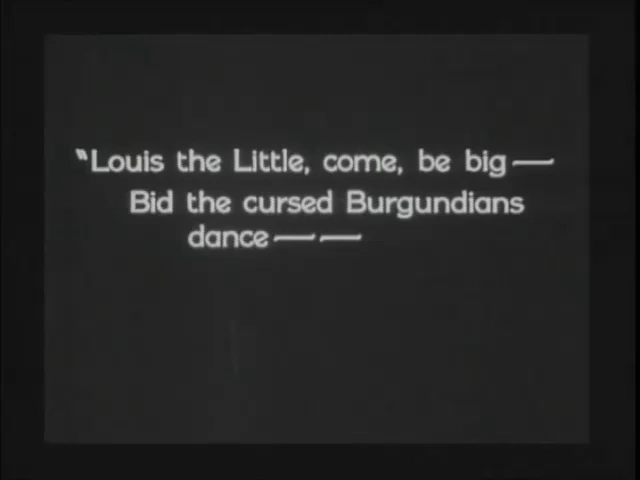 "Louis the Little, come, be big—
Bid the cursed Burgundians
dance— —